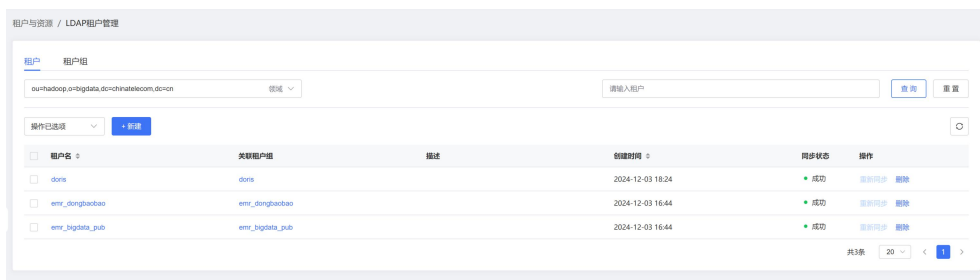 租户与资源 / LDAP租户管理
租户 租户组
ou=hadoop,o=bigdata,dc=chinatelecom,dc=cn 领域 请输入租户 查询 重置
操作已选项 + 新建
租户名 关联租户组 描述 创建时间 同步状态 操作
doris doris 2024-12-03 18:24 成功 重新同步 删除
emr_dongbaobao emr_dongbaobao 2024-12-03 16:44 成功 重新同步 删除
emr_bigdata_pub emr_bigdata_pub 2024-12-03 16:44 成功 重新同步 删除
共3条 20 < 1 >